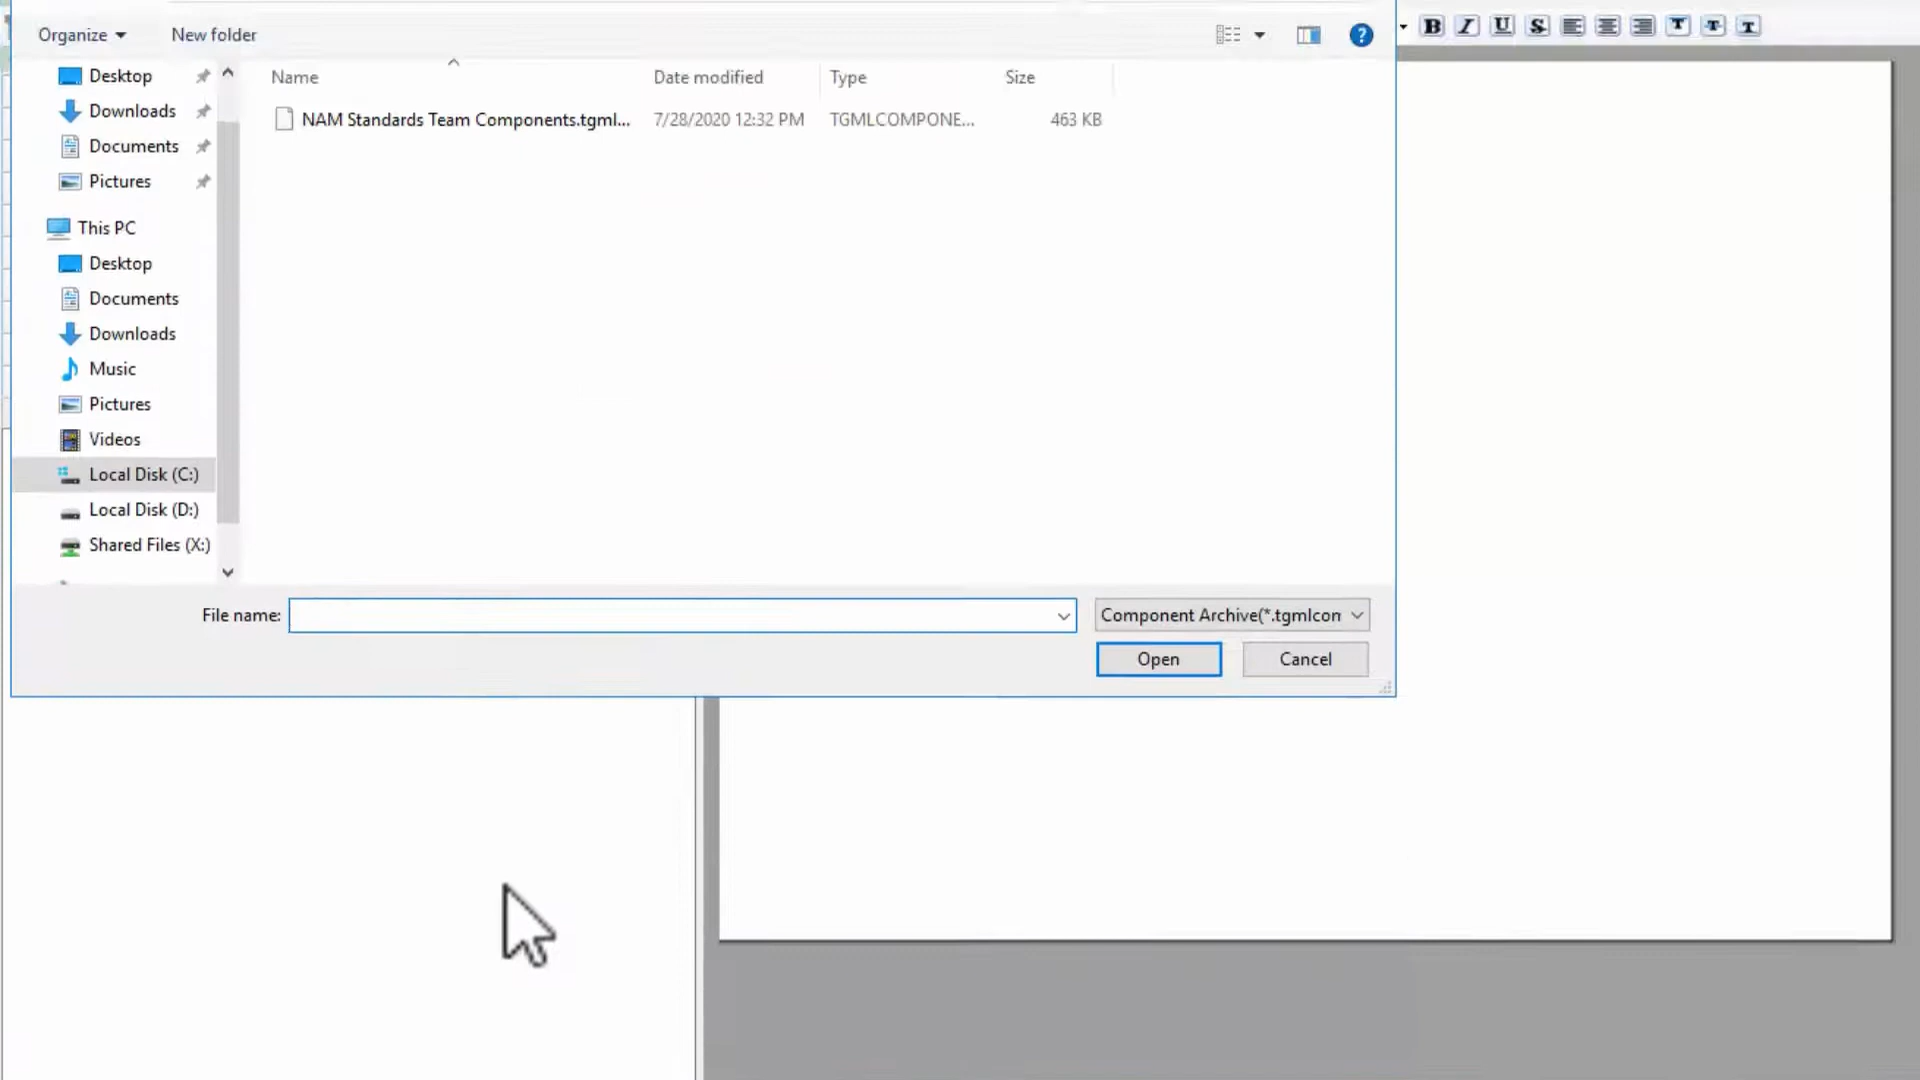 Organize New folder
Name Date modified Type Size
NAM Standards Team Components.tgml... 7/28/2020 12:32 PM TGMLCOMPONE... 463 KB
Desktop
Downloads
Documents
Pictures
This PC
Desktop
Documents
Downloads
Music
Pictures
Videos
Local Disk (C:)
Local Disk (D:)
Shared Files (X:)
File name: Component Archive(*.tgmlcon
Open Cancel
? B I U S T T T